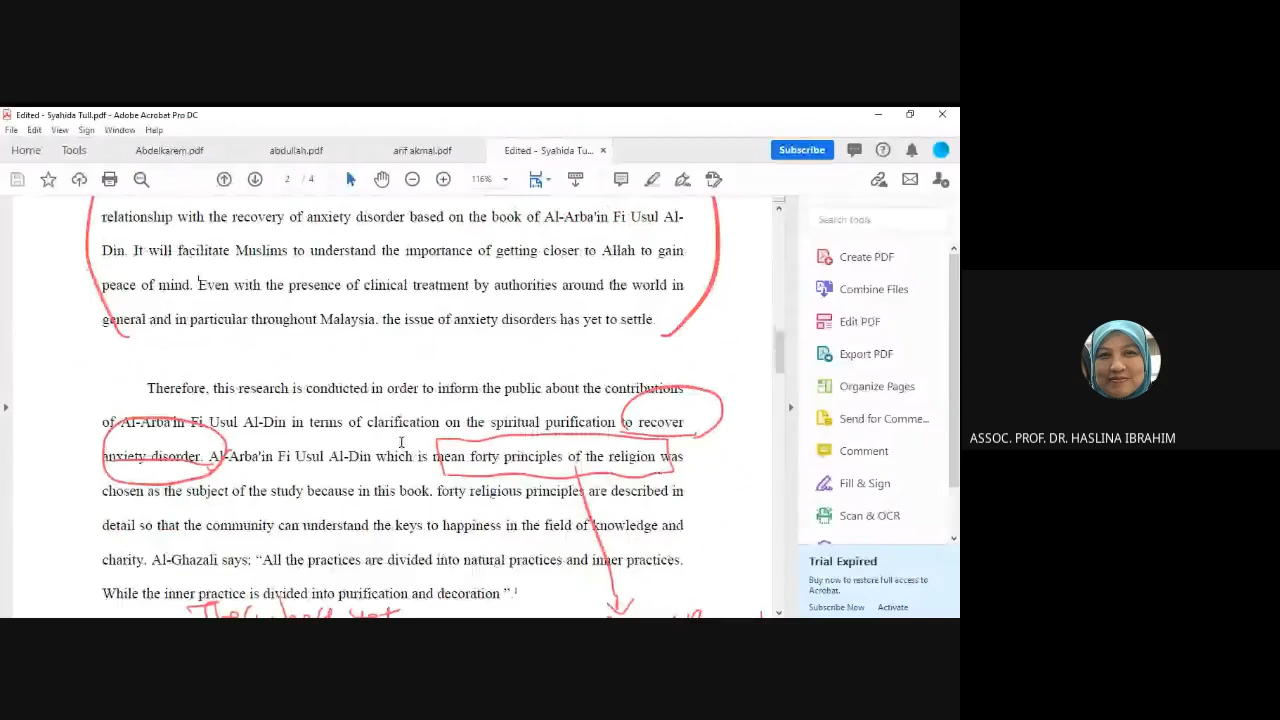 Edited - Syahida Tull.pdf - Adobe Acrobat Pro DC
File Edit View Sign Window Help
Home Tools Abdelkarem.pdf abdullah.pdf arif akmal.pdf Edited - Syahida Tu... × Subscribe
2 / 4 116%
relationship with the recovery of anxiety disorder based on the book of Al-Arba'in Fi Usul Al-
Din. It will facilitate Muslims to understand the importance of getting closer to Allah to gain
peace of mind. Even with the presence of clinical treatment by authorities around the world in
general and in particular throughout Malaysia, the issue of anxiety disorders has yet to settle.
Therefore, this research is conducted in order to inform the public about the contributions
of Al-Arba'in Fi Usul Al-Din in terms of clarification on the spiritual purification to recover
anxiety disorder. Al-Arba'in Fi Usul Al-Din which is mean forty principles of the religion was
chosen as the subject of the study because in this book, forty religious principles are described in
detail so that the community can understand the keys to happiness in the field of knowledge and
charity. Al-Ghazali says: “All the practices are divided into natural practices and inner practices.
While the inner practice is divided into purification and decoration ”.¹
Search tools
Create PDF
Combine Files
Edit PDF
Export PDF
Organize Pages
Send for Comme...
Comment
Fill & Sign
Scan & OCR
Trial Expired
Buy now to restore full access to
Acrobat.
Subscribe Now Activate
ASSOC. PROF. DR. HASLINA IBRAHIM